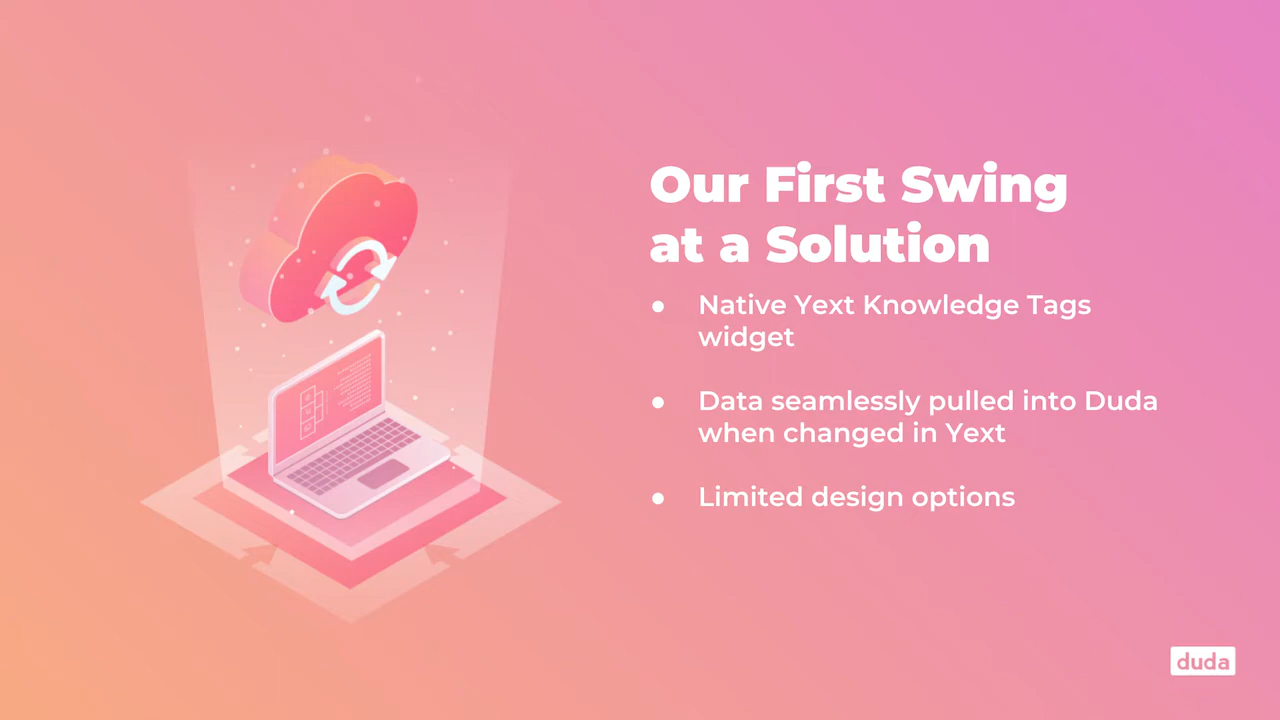 Our First Swing
at a Solution
● Native Yext Knowledge Tags
widget
● Data seamlessly pulled into Duda
when changed in Yext
● Limited design options
duda